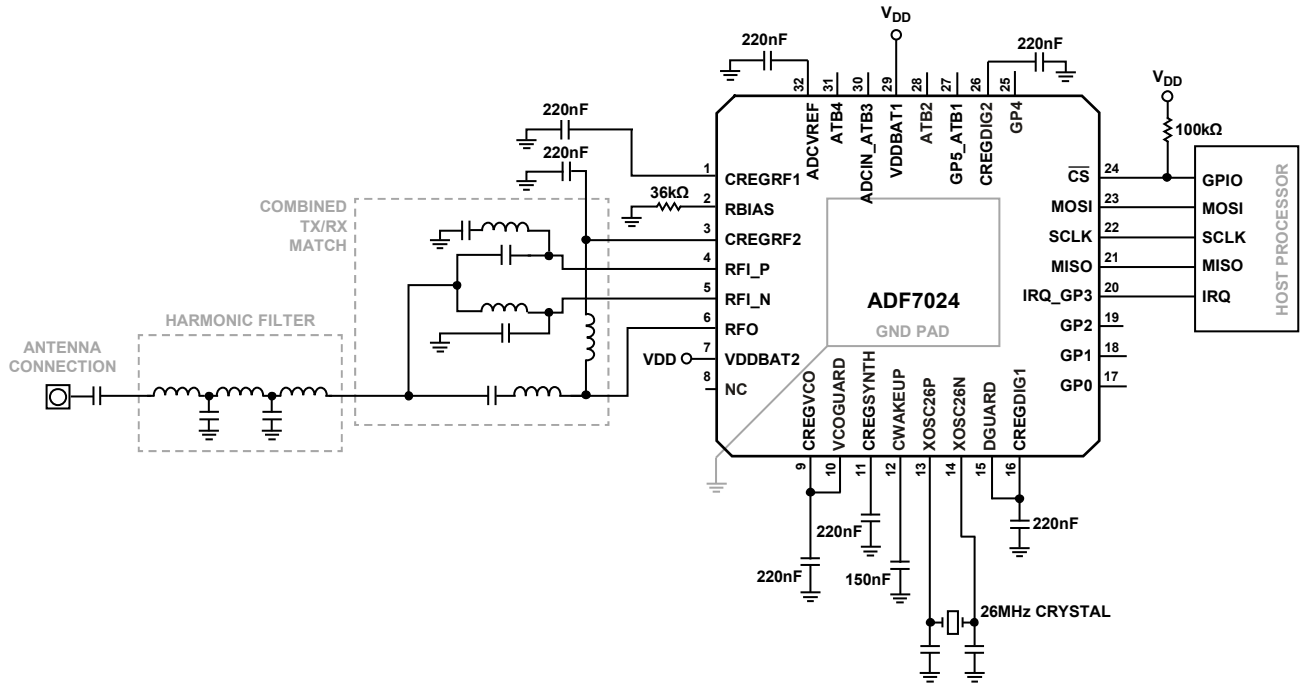 V_DD
220nF
220nF
32
31
30
29
28
27
26
25
ADCVREF
ATB4
ADCIN_ATB3
VDDBAT1
ATB2
GP5_ATB1
CREGDIG2
GP4
V_DD
100kΩ
220nF
220nF
36kΩ
COMBINED
TX/RX
MATCH
HARMONIC FILTER
ANTENNA
CONNECTION
1 CREGRF1
2 RBIAS
3 CREGRF2
4 RFI_P
5 RFI_N
6 RFO
VDD 7 VDDBAT2
8 NC
ADF7024
GND PAD
C̅S̅ 24 GPIO
MOSI 23 MOSI
SCLK 22 SCLK
MISO 21 MISO
IRQ_GP3 20 IRQ
GP2 19
GP1 18
GP0 17
HOST PROCESSOR
CREGVCO
VCOGUARD
CREGSYNTH
CWAKEUP
XOSC26P
XOSC26N
DGUARD
CREGDIG1
9
10
11
12
13
14
15
16
220nF
220nF
220nF
150nF
26MHz CRYSTAL